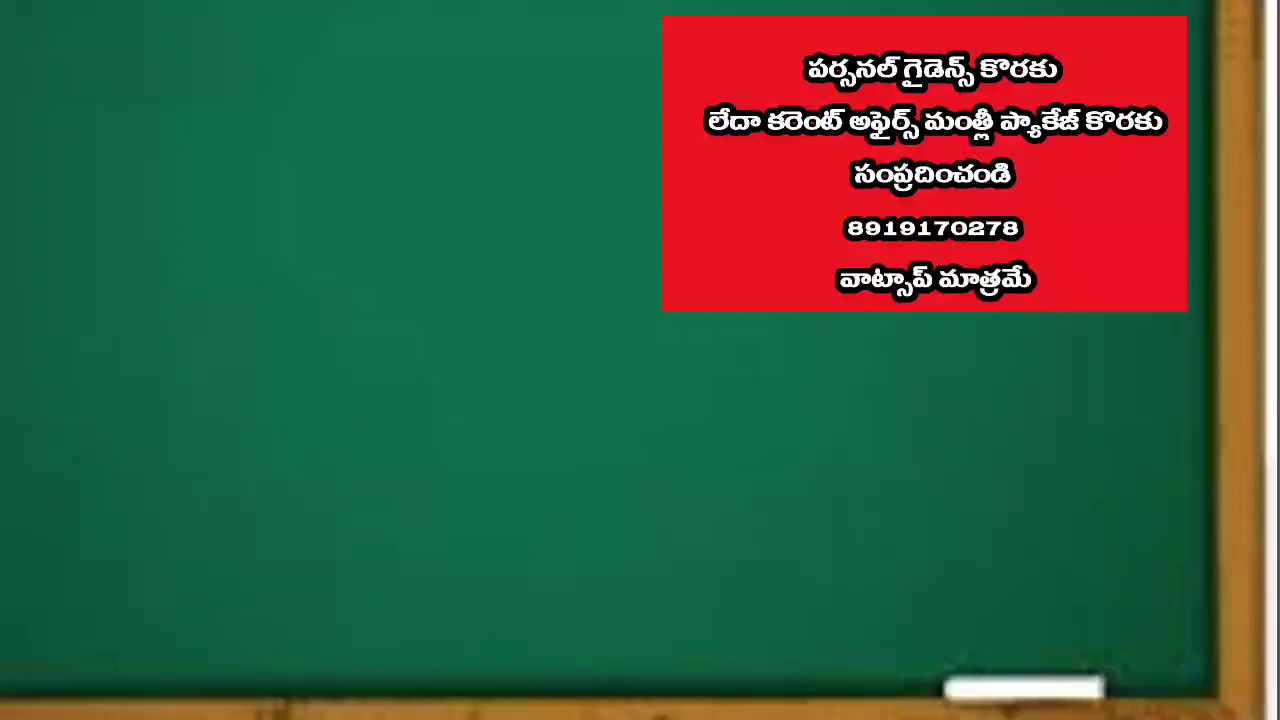 పర్సనల్ గైడెన్స్ కొరకు
లేదా కరెంట్ అఫైర్స్ మంత్లీ ప్యాకేజ్ కొరకు
సంప్రదించండి
8919170278
వాట్సాప్ మాత్రమే